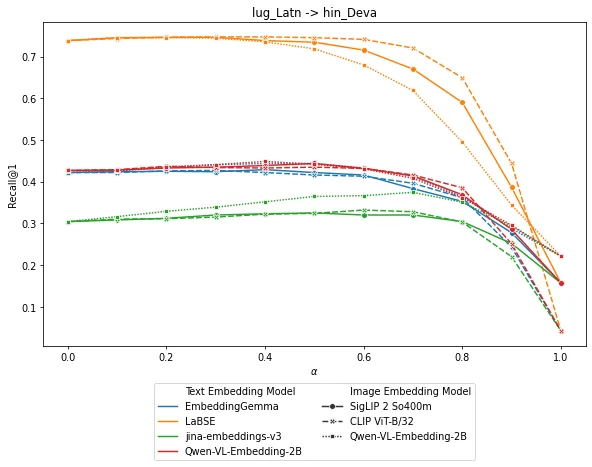 lug_Latn -> hin_Deva
Recall@1
0.7
0.6
0.5
0.4
0.3
0.2
0.1
0.0 0.2 0.4 0.6 0.8 1.0
α
Text Embedding Model Image Embedding Model
EmbeddingGemma SigLIP 2 So400m
LaBSE CLIP ViT-B/32
jina-embeddings-v3 Qwen-VL-Embedding-2B
Qwen-VL-Embedding-2B